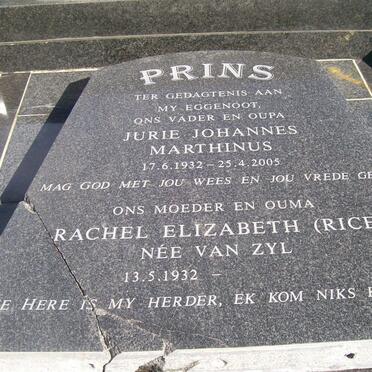 PRINS
TER GEDAGTENIS AAN
MY EGGENOOT,
ONS VADER EN OUPA
JURIE JOHANNES
MARTHINUS
17.6.1932 – 25.4.2005
MAG GOD MET JOU WEES EN JOU VREDE
ONS MOEDER EN OUMA
RACHEL ELIZABETH (RICE
NÉE VAN ZYL
13.5.1932 –
HERE IS MY HERDER, EK KOM NIKS